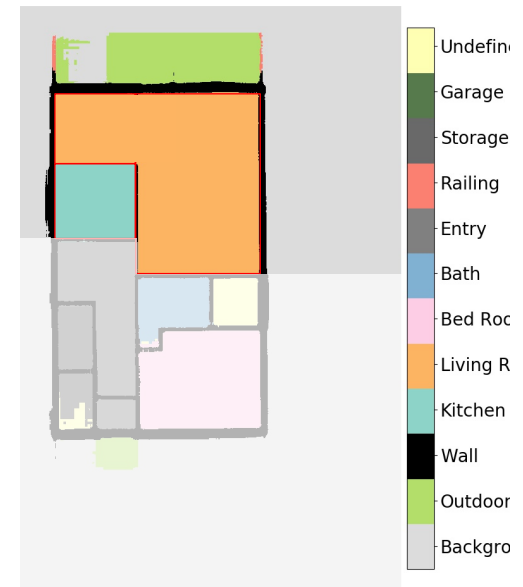 Undefine
Garage
Storage
Railing
Entry
Bath
Bed Roo
Living R
Kitchen
Wall
Outdoor
Backgro